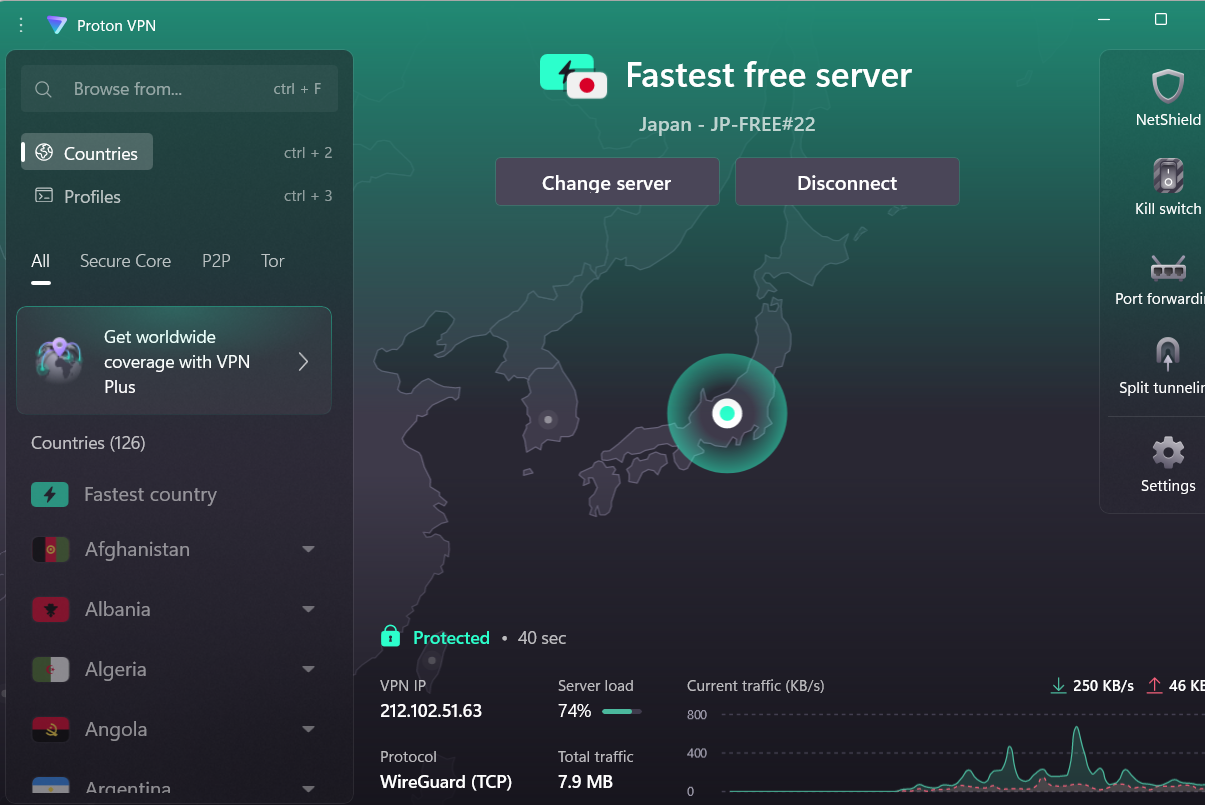 Proton VPN
Browse from...
ctrl + F
Countries
ctrl + 2
Profiles
ctrl + 3
All
Secure Core
P2P
Tor
Get worldwide
coverage with VPN
Plus
Countries (126)
Fastest country
Afghanistan
Albania
Algeria
Angola
Argentina
Fastest free server
Japan - JP-FREE#22
Change server
Disconnect
Protected • 40 sec
VPN IP
212.102.51.63
Server load
74%
Protocol
WireGuard (TCP)
Total traffic
7.9 MB
Current traffic (KB/s)
250 KB/s
46 KB
800
400
0
NetShield
Kill switch
Port forwardin
Split tunnelin
Settings